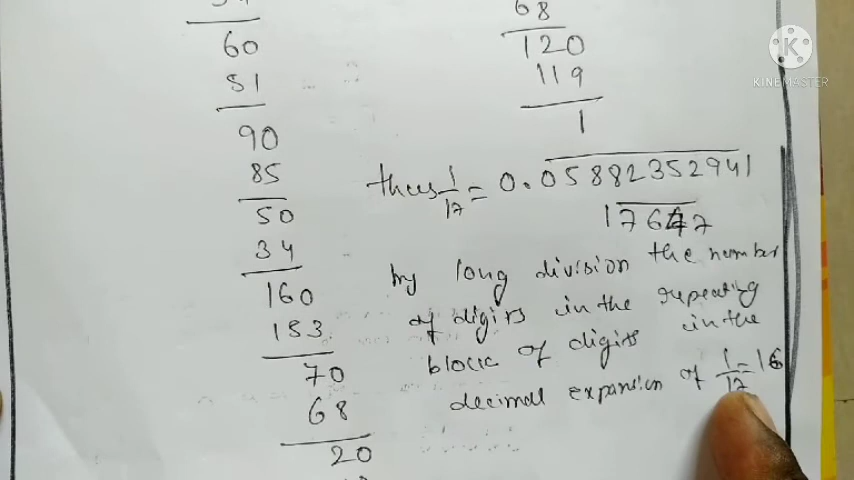 60
51
90
85
50
34
160
153
70
68
20
68
120
119
1
thus 1/17 = 0.05882352941
17647
by long division the number
of digits in the repeating
block of digits in the
decimal expansion of 1/17 = 16
KINEMASTER